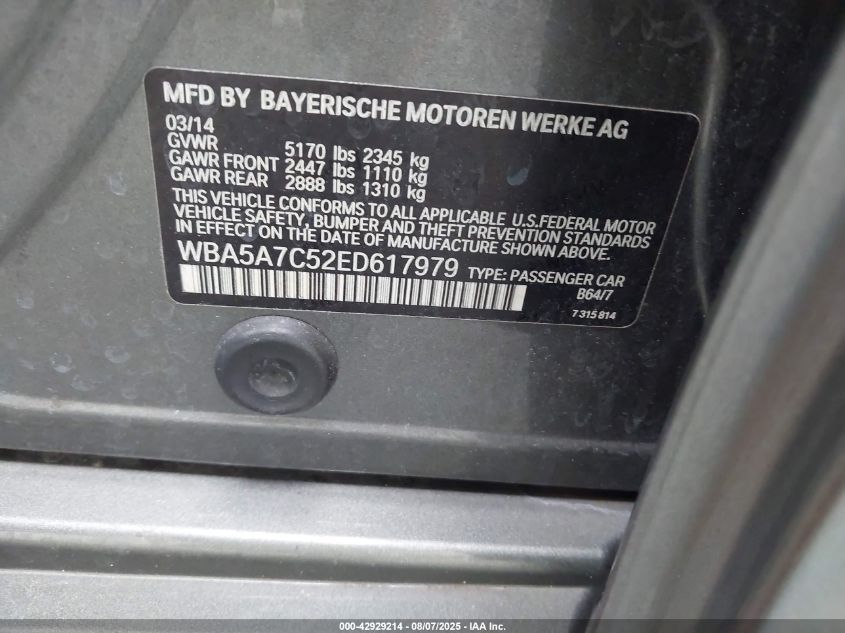 MFD BY BAYERISCHE MOTOREN WERKE AG
03/14
GVWR 5170 lbs 2345 kg
GAWR FRONT 2447 lbs 1110 kg
GAWR REAR 2888 lbs 1310 kg
THIS VEHICLE CONFORMS TO ALL APPLICABLE U.S.FEDERAL MOTOR
VEHICLE SAFETY, BUMPER AND THEFT PREVENTION STANDARDS
IN EFFECT ON THE DATE OF MANUFACTURE SHOWN ABOVE.
WBA5A7C52ED617979 TYPE: PASSENGER CAR
B64/7
7 315 814
000-42929214 - 08/07/2025 - IAA Inc.